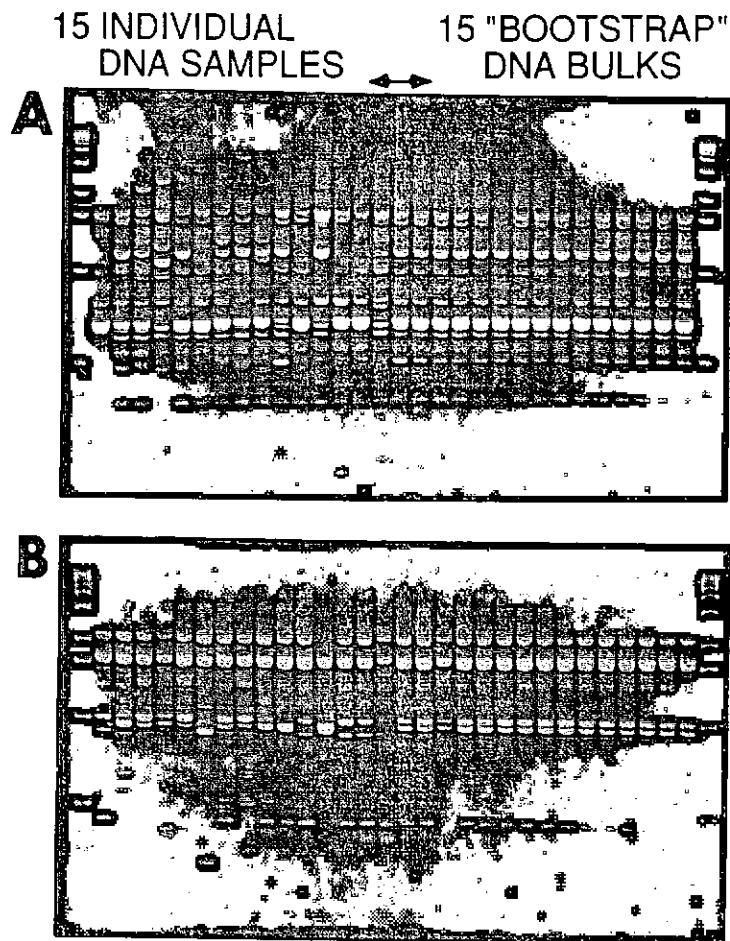 15 INDIVIDUAL DNA SAMPLES
15 "BOOTSTRAP" DNA BULKS
A
B